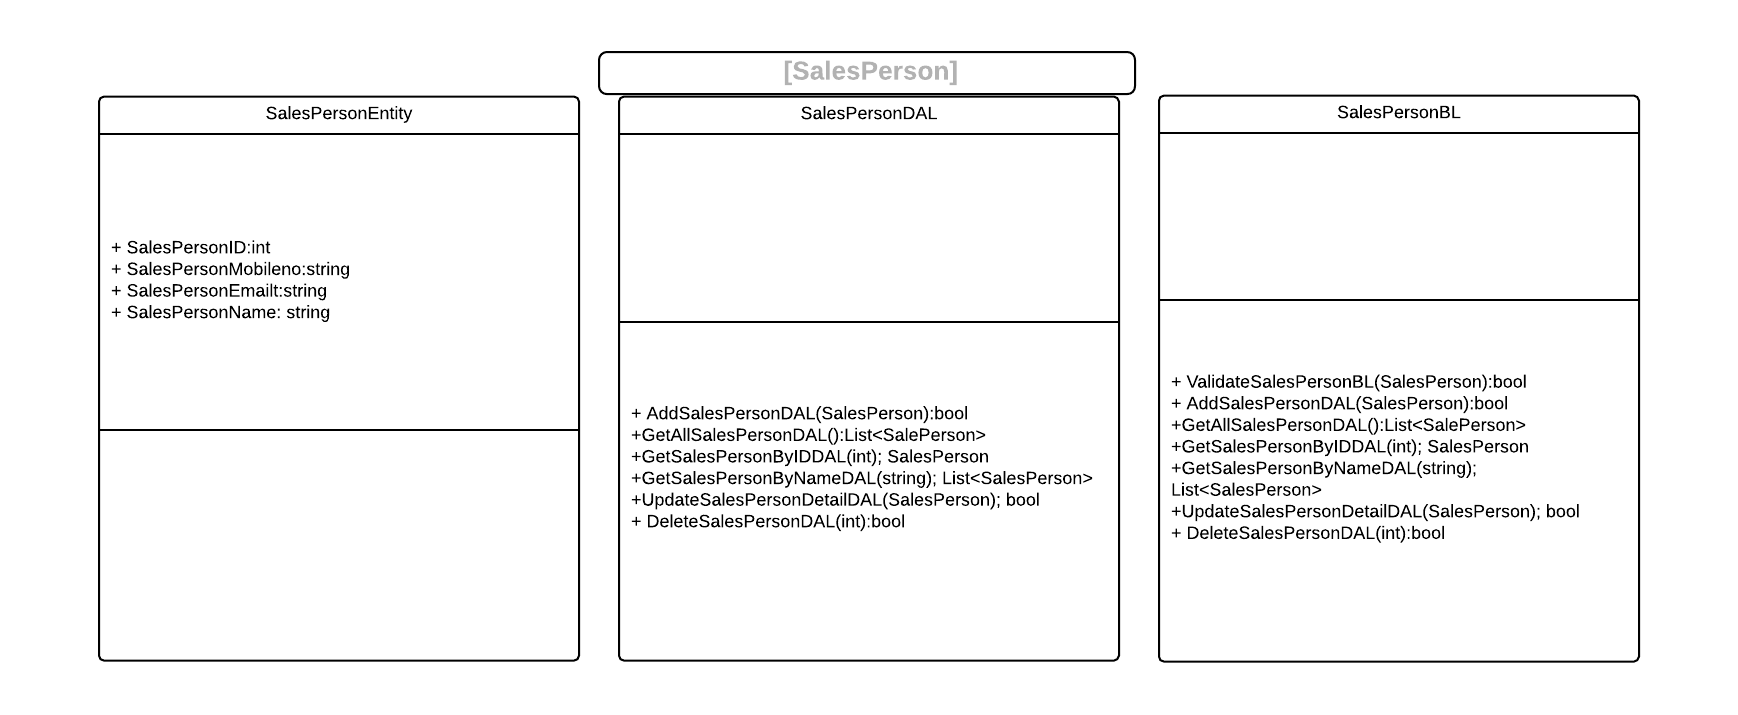 [SalesPerson]
SalesPersonEntity
+ SalesPersonID:int
+ SalesPersonMobileno:string
+ SalesPersonEmailt:string
+ SalesPersonName: string
SalesPersonDAL
+ AddSalesPersonDAL(SalesPerson):bool
+GetAllSalesPersonDAL():List<SalePerson>
+GetSalesPersonByIDDAL(int); SalesPerson
+GetSalesPersonByNameDAL(string); List<SalesPerson>
+UpdateSalesPersonDetailDAL(SalesPerson); bool
+ DeleteSalesPersonDAL(int):bool
SalesPersonBL
+ ValidateSalesPersonBL(SalesPerson):bool
+ AddSalesPersonDAL(SalesPerson):bool
+GetAllSalesPersonDAL():List<SalePerson>
+GetSalesPersonByIDDAL(int); SalesPerson
+GetSalesPersonByNameDAL(string);
List<SalesPerson>
+UpdateSalesPersonDetailDAL(SalesPerson); bool
+ DeleteSalesPersonDAL(int):bool